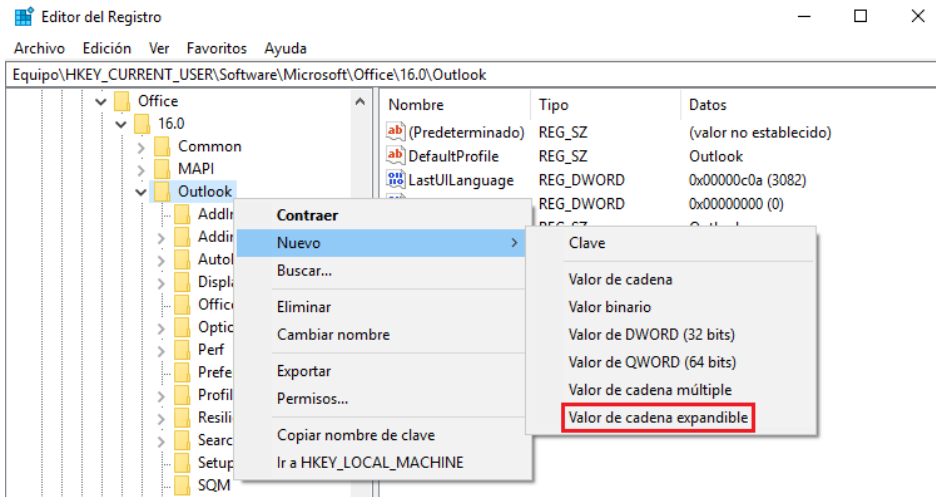 Editor del Registro
Archivo Edición Ver Favoritos Ayuda
Equipo\HKEY_CURRENT_USER\Software\Microsoft\Office\16.0\Outlook
Office
16.0
Common
MAPI
Outlook
Perf
SQM
Nombre Tipo Datos
(Predeterminado) REG_SZ (valor no establecido)
DefaultProfile REG_SZ Outlook
LastUILanguage REG_DWORD 0x00000c0a (3082)
REG_DWORD 0x00000000 (0)
Contraer
Nuevo
Buscar...
Eliminar
Cambiar nombre
Exportar
Permisos...
Copiar nombre de clave
Ir a HKEY_LOCAL_MACHINE
Clave
Valor de cadena
Valor binario
Valor de DWORD (32 bits)
Valor de QWORD (64 bits)
Valor de cadena múltiple
Valor de cadena expandible